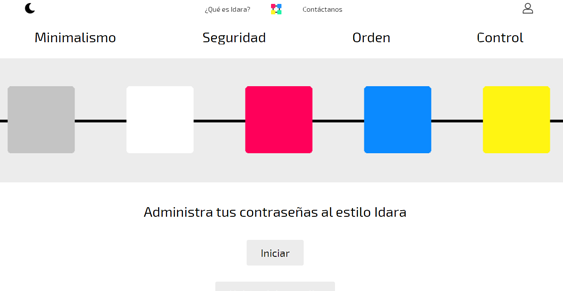 ¿Qué es Idara? Contáctanos
Minimalismo Seguridad Orden Control
Administra tus contraseñas al estilo Idara
Iniciar